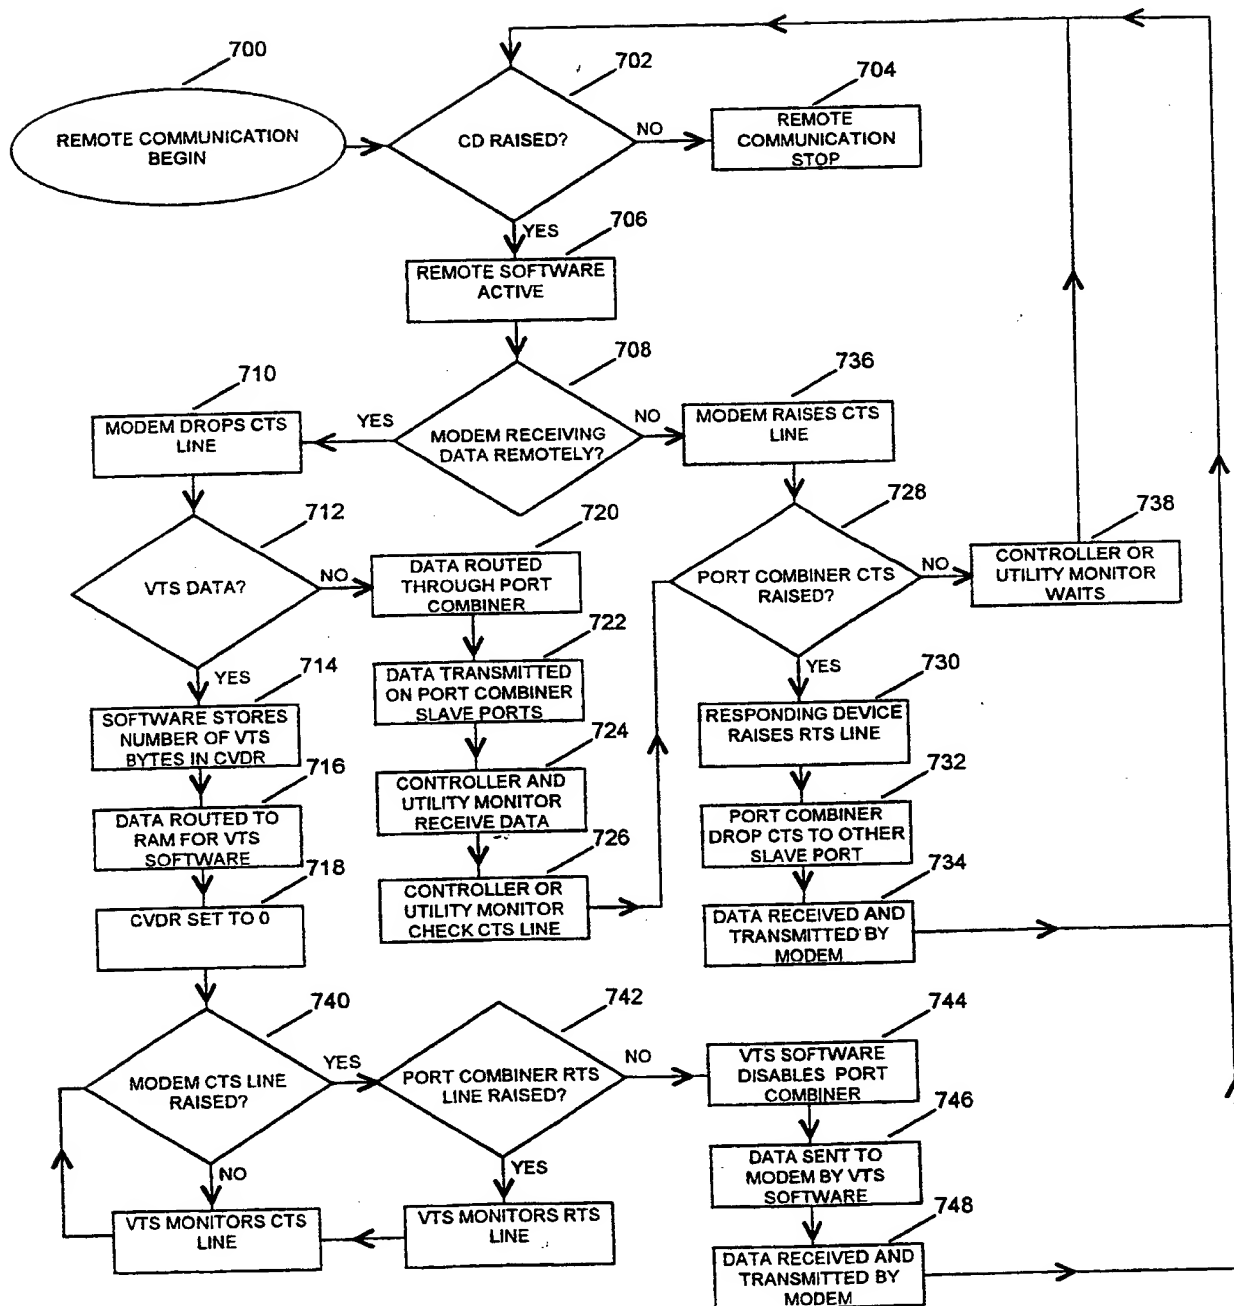 700
REMOTE COMMUNICATION
BEGIN
702
CD RAISED?
NO
704
REMOTE
COMMUNICATION
STOP
YES
706
REMOTE SOFTWARE
ACTIVE
708
MODEM RECEIVING
DATA REMOTELY?
YES
710
MODEM DROPS CTS
LINE
NO
736
MODEM RAISES CTS
LINE
712
VTS DATA?
NO
720
DATA ROUTED
THROUGH PORT
COMBINER
728
PORT COMBINER CTS
RAISED?
NO
738
CONTROLLER OR
UTILITY MONITOR
WAITS
YES
714
SOFTWARE STORES
NUMBER OF VTS
BYTES IN CVDR
722
DATA TRANSMITTED
ON PORT COMBINER
SLAVE PORTS
YES
730
RESPONDING DEVICE
RAISES RTS LINE
716
DATA ROUTED TO
RAM FOR VTS
SOFTWARE
724
CONTROLLER AND
UTILITY MONITOR
RECEIVE DATA
732
PORT COMBINER
DROP CTS TO OTHER
SLAVE PORT
718
CVDR SET TO 0
726
CONTROLLER OR
UTILITY MONITOR
CHECK CTS LINE
734
DATA RECEIVED AND
TRANSMITTED BY
MODEM
740
MODEM CTS LINE
RAISED?
YES
742
PORT COMBINER RTS
LINE RAISED?
NO
744
VTS SOFTWARE
DISABLES PORT
COMBINER
746
DATA SENT TO
MODEM BY VTS
SOFTWARE
NO
VTS MONITORS CTS
LINE
YES
VTS MONITORS RTS
LINE
748
DATA RECEIVED AND
TRANSMITTED BY
MODEM